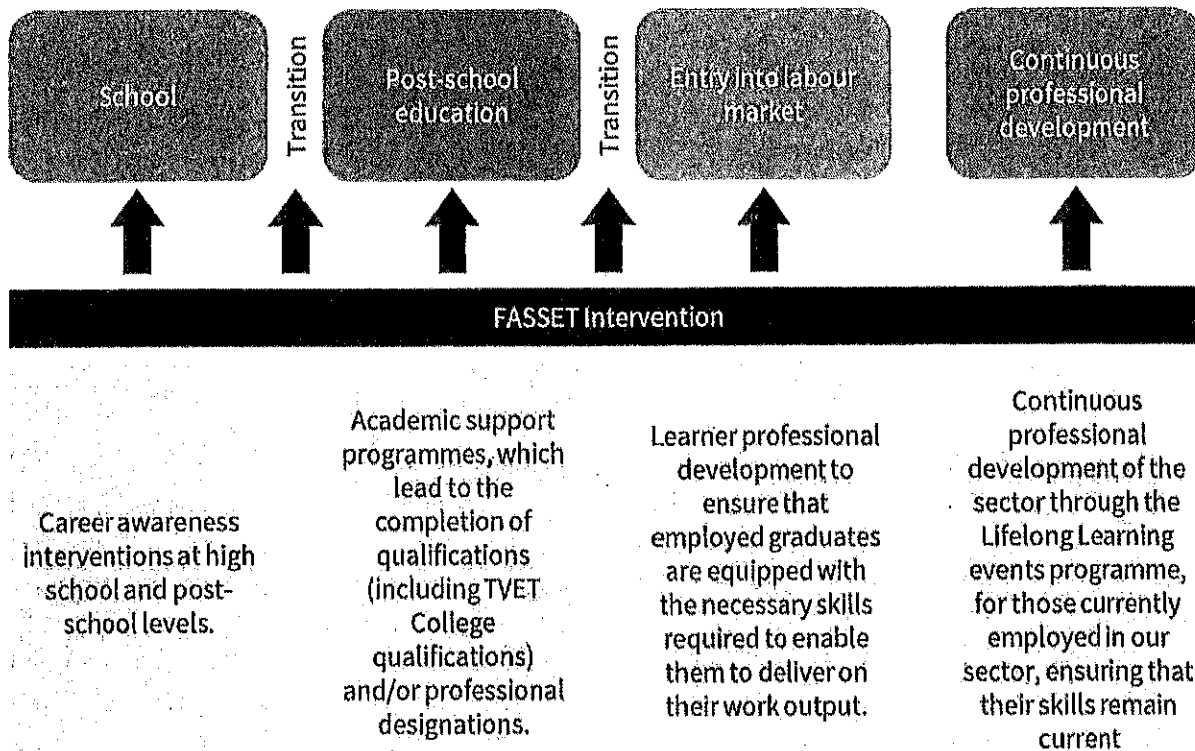 School
Transition
Post-school
education
Transition
Entry into labour
market
Continuous
professional
development
FASSET Intervention
Career awareness
interventions at high
school and post-
school levels.
Academic support
programmes, which
lead to the
completion of
qualifications
(including TVET
College
qualifications)
and/or professional
designations.
Learner professional
development to
ensure that
employed graduates
are equipped with
the necessary skills
required to enable
them to deliver on
their work output.
Continuous
professional
development of the
sector through the
Lifelong Learning
events programme,
for those currently
employed in our
sector, ensuring that
their skills remain
current